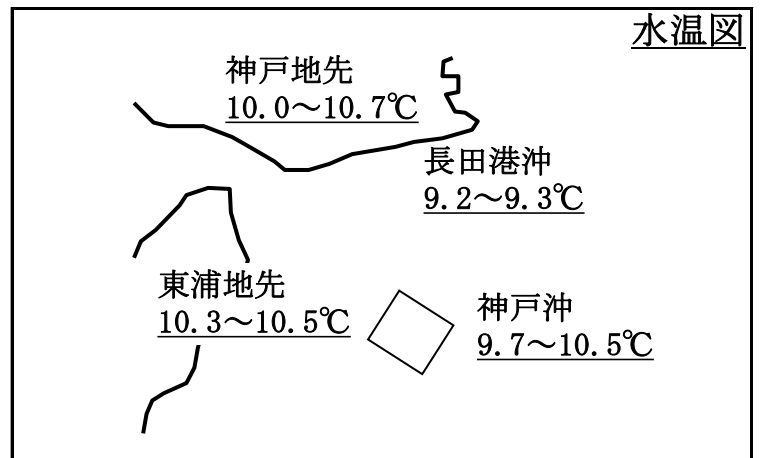 水温図
神戸地先
10.0～10.7℃
長田港沖
9.2～9.3℃
東浦地先
10.3～10.5℃
神戸沖
9.7～10.5℃